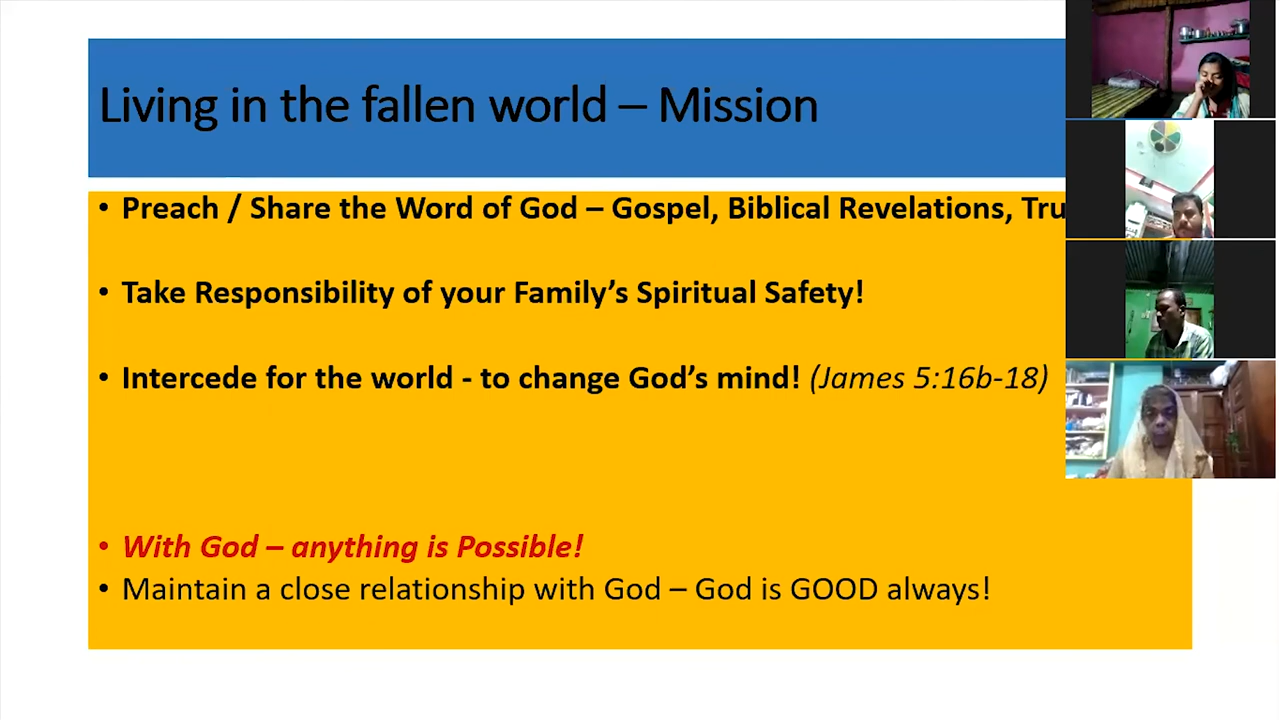 Living in the fallen world – Mission
• Preach / Share the Word of God – Gospel, Biblical Revelations,
• Take Responsibility of your Family’s Spiritual Safety!
• Intercede for the world - to change God’s mind! (James 5:16b-18)
• With God – anything is Possible!
• Maintain a close relationship with God – God is GOOD always!